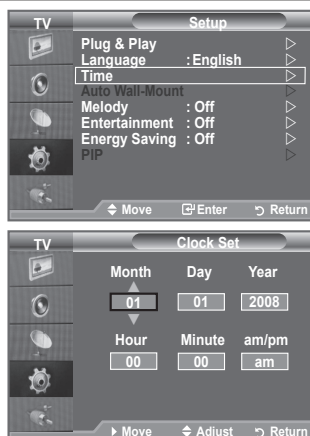 TV Setup
Plug & Play
Language : English
Time
Auto Wall-Mount
Melody : Off
Entertainment : Off
Energy Saving : Off
PIP
Move Enter Return
TV Clock Set
Month Day Year
01 01 2008
Hour Minute am/pm
00 00 am
Move Adjust Return